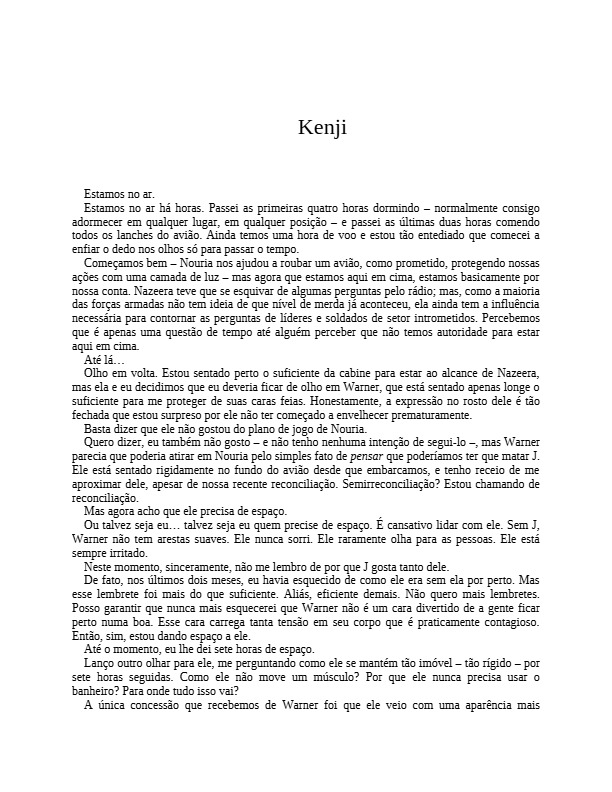 Kenji
Estamos no ar.
Estamos no ar há horas. Passei as primeiras quatro horas dormindo – normalmente consigo
adormecer em qualquer lugar, em qualquer posição – e passei as últimas duas horas comendo
todos os lanches do avião. Ainda temos uma hora de voo e estou tão entediado que comecei a
enfiar o dedo nos olhos só para passar o tempo.
Começamos bem – Nouria nos ajudou a roubar um avião, como prometido, protegendo nossas
ações com uma camada de luz – mas agora que estamos aqui em cima, estamos basicamente por
nossa conta. Nazeera teve que se esquivar de algumas perguntas pelo rádio; mas, como a maioria
das forças armadas não tem ideia de que nível de merda já aconteceu, ela ainda tem a influência
necessária para contornar as perguntas de líderes e soldados de setor intrometidos. Percebemos
que é apenas uma questão de tempo até alguém perceber que não temos autoridade para estar
aqui em cima.
Até lá…
Olho em volta. Estou sentado perto o suficiente da cabine para estar ao alcance de Nazeera,
mas ela e eu decidimos que eu deveria ficar de olho em Warner, que está sentado apenas longe o
suficiente para me proteger de suas caras feias. Honestamente, a expressão no rosto dele é tão
fechada que estou surpreso por ele não ter começado a envelhecer prematuramente.
Basta dizer que ele não gostou do plano de jogo de Nouria.
Quero dizer, eu também não gosto – e não tenho nenhuma intenção de segui-lo –, mas Warner
parecia que poderia atirar em Nouria pelo simples fato de pensar que poderíamos ter que matar J.
Ele está sentado rigidamente no fundo do avião desde que embarcamos, e tenho receio de me
aproximar dele, apesar de nossa recente reconciliação. Semirreconciliação? Estou chamando de
reconciliação.
Mas agora acho que ele precisa de espaço.
Ou talvez seja eu… talvez seja eu quem precise de espaço. É cansativo lidar com ele. Sem J,
Warner não tem arestas suaves. Ele nunca sorri. Ele raramente olha para as pessoas. Ele está
sempre irritado.
Neste momento, sinceramente, não me lembro de por que J gosta tanto dele.
De fato, nos últimos dois meses, eu havia esquecido de como ele era sem ela por perto. Mas
esse lembrete foi mais do que suficiente. Aliás, eficiente demais. Não quero mais lembretes.
Posso garantir que nunca mais esquecerei que Warner não é um cara divertido de a gente ficar
perto numa boa. Esse cara carrega tanta tensão em seu corpo que é praticamente contagioso.
Então, sim, estou dando espaço a ele.
Até o momento, eu lhe dei sete horas de espaço.
Lanço outro olhar para ele, me perguntando como ele se mantém tão imóvel – tão rígido – por
sete horas seguidas. Como ele não move um músculo? Por que ele nunca precisa usar o
banheiro? Para onde tudo isso vai?
A única concessão que recebemos de Warner foi que ele veio com uma aparência mais